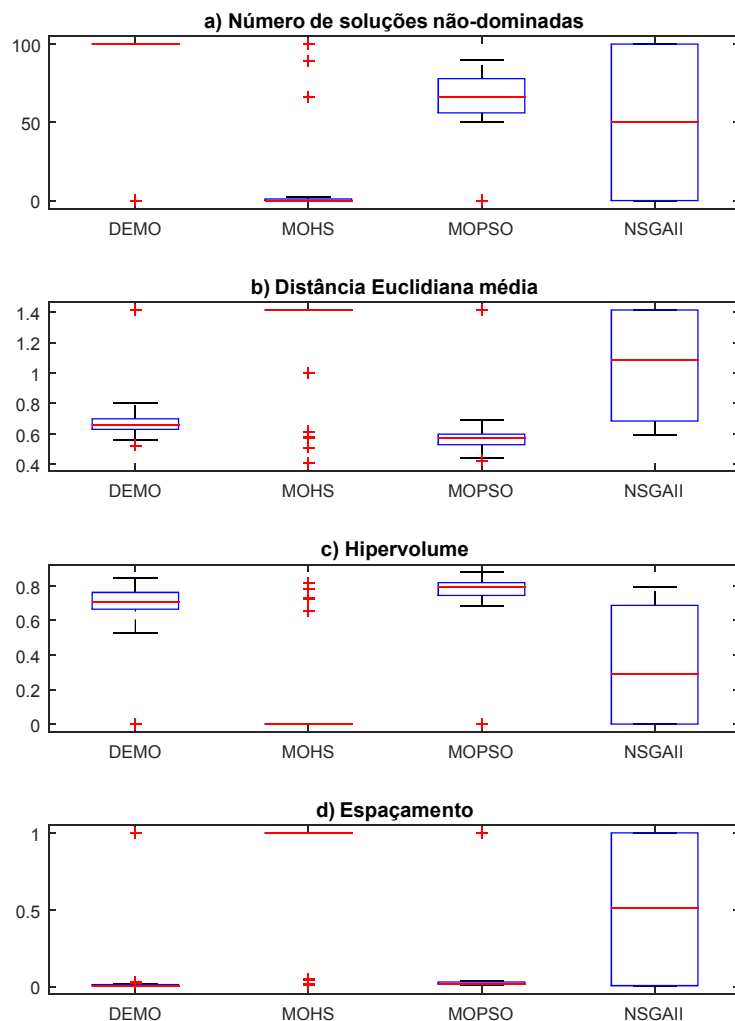 a) Número de soluções não-dominadas
100
50
0
DEMO MOHS MOPSO NSGAII
b) Distância Euclidiana média
1.4
1.2
1
0.8
0.6
0.4
DEMO MOHS MOPSO NSGAII
c) Hipervolume
0.8
0.6
0.4
0.2
0
DEMO MOHS MOPSO NSGAII
d) Espaçamento
1
0.5
0
DEMO MOHS MOPSO NSGAII